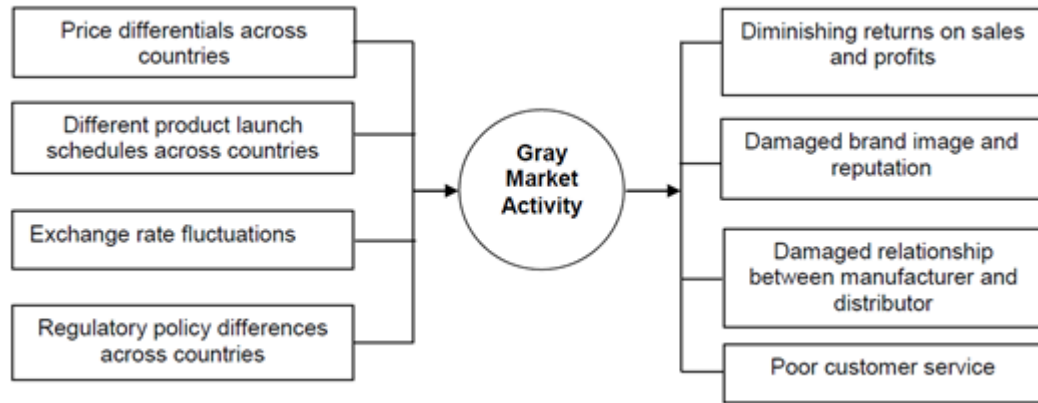 Price differentials across
countries
Different product launch
schedules across countries
Exchange rate fluctuations
Regulatory policy differences
across countries
Gray
Market
Activity
Diminishing returns on sales
and profits
Damaged brand image and
reputation
Damaged relationship
between manufacturer and
distributor
Poor customer service